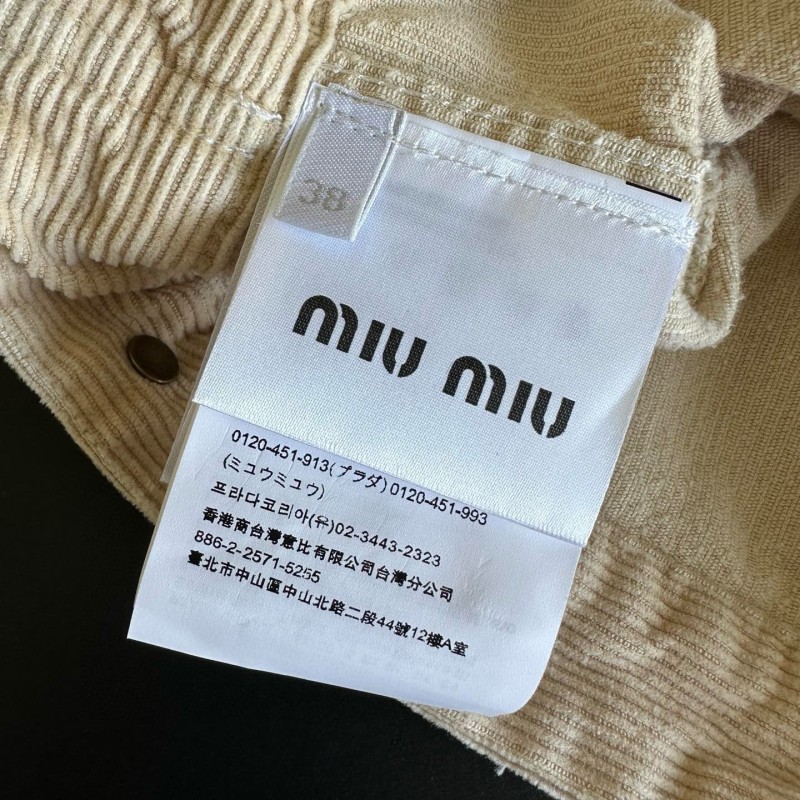 38
miu miu
0120-451-913(プラダ) 0120-451-993
(ミュウミュウ)
프라다코리아(유)02-3443-2323
香港商台灣意比有限公司台灣分公司
886-2-2571-5255
臺北市中山區中山北路二段44號12樓A室